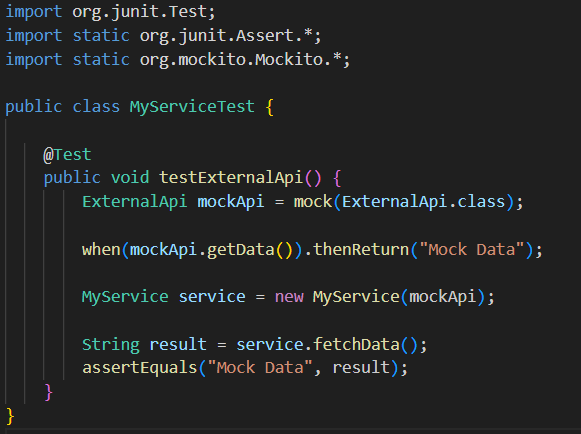 import org.junit.Test;
import static org.junit.Assert.*;
import static org.mockito.Mockito.*;
public class MyServiceTest {
@Test
public void testExternalApi() {
ExternalApi mockApi = mock(ExternalApi.class);
when(mockApi.getData()).thenReturn("Mock Data");
MyService service = new MyService(mockApi);
String result = service.fetchData();
assertEquals("Mock Data", result);
}
}